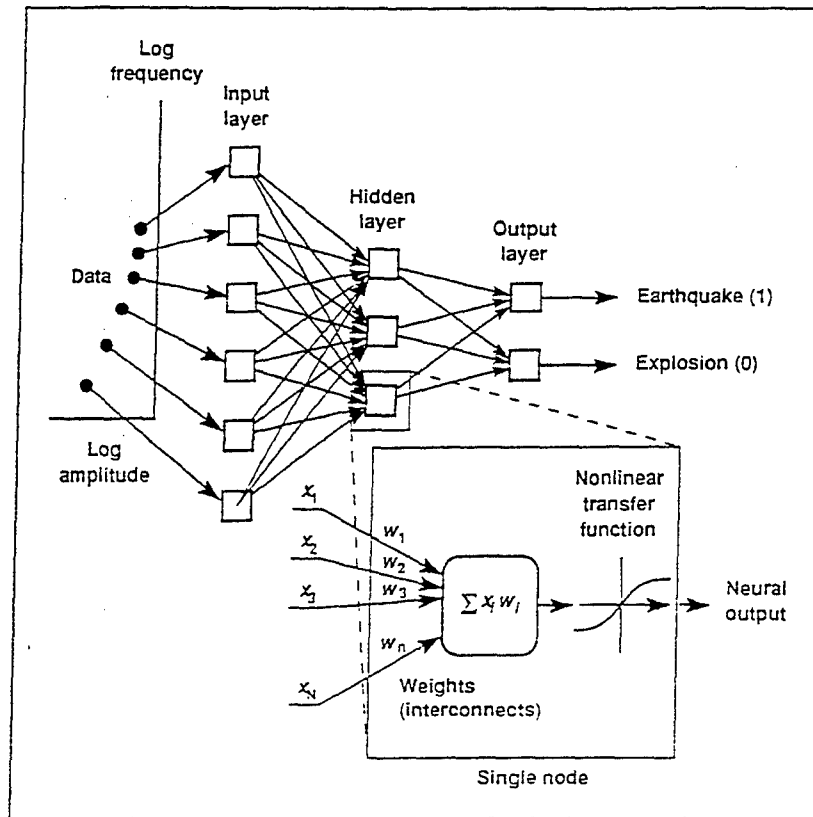 Log
frequency
Input
layer
Hidden
layer
Output
layer
Data
Earthquake (1)
Explosion (0)
Log
amplitude
x1
x2
x3
xN
w1
w2
w3
wn
∑ xi wi
Nonlinear
transfer
function
Neural
output
Weights
(interconnects)
Single node